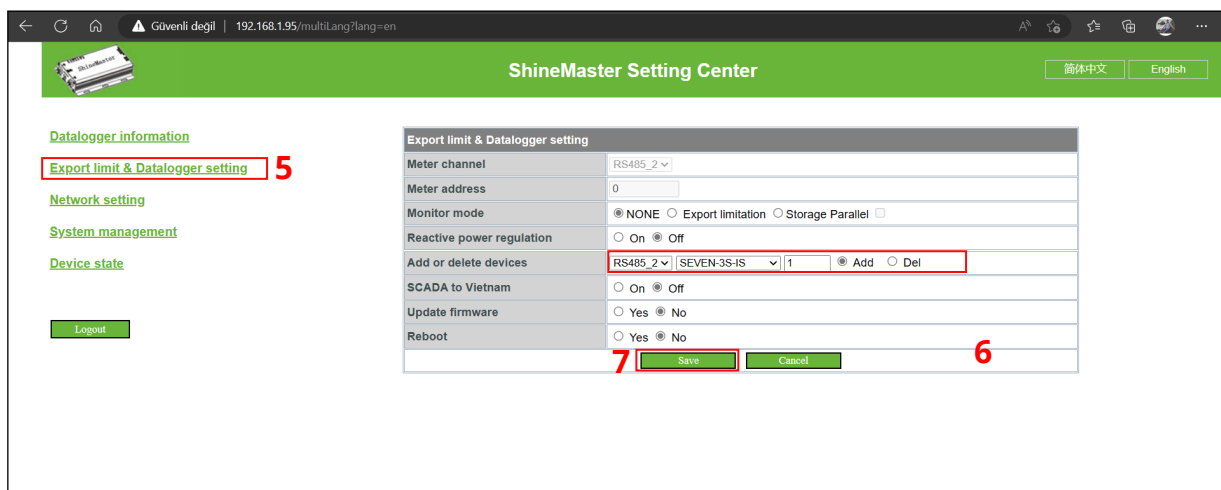 Güvenli değil | 192.168.1.95/multiLang?lang=en
ShineMaster
ShineMaster Setting Center
简体中文 English
Datalogger information
Export limit & Datalogger setting 5
Network setting
System management
Device state
Logout
Export limit & Datalogger setting
Meter channel RS485_2
Meter address 0
Monitor mode NONE Export limitation Storage Parallel
Reactive power regulation On Off
Add or delete devices RS485_2 SEVEN-3S-IS 1 Add Del
SCADA to Vietnam On Off
Update firmware Yes No
Reboot Yes No
7 Save Cancel 6